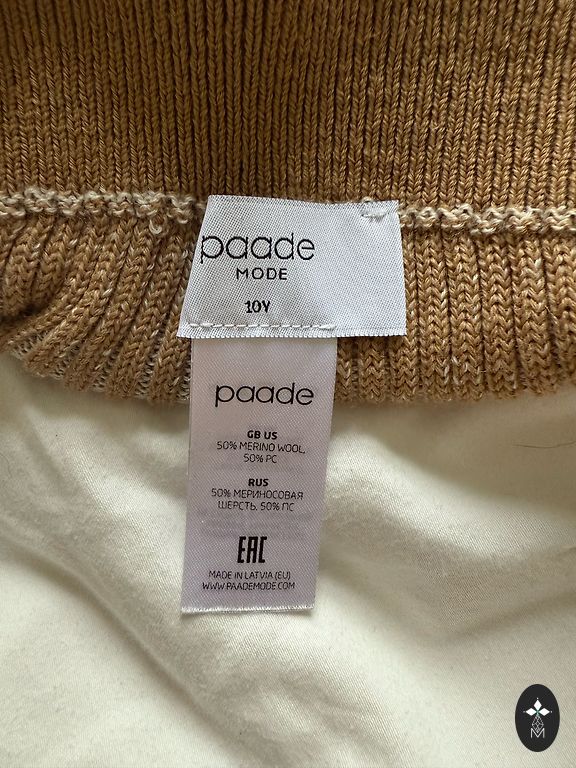 paade
MODE
10Y
paade
GB US
50% MERINO WOOL,
50% PC
RUS
50% МЕРИНОСОВАЯ
ШЕРСТЬ, 50% ПС
EAC
MADE IN LATVIA (EU)
WWW.PAADEMODE.COM
M